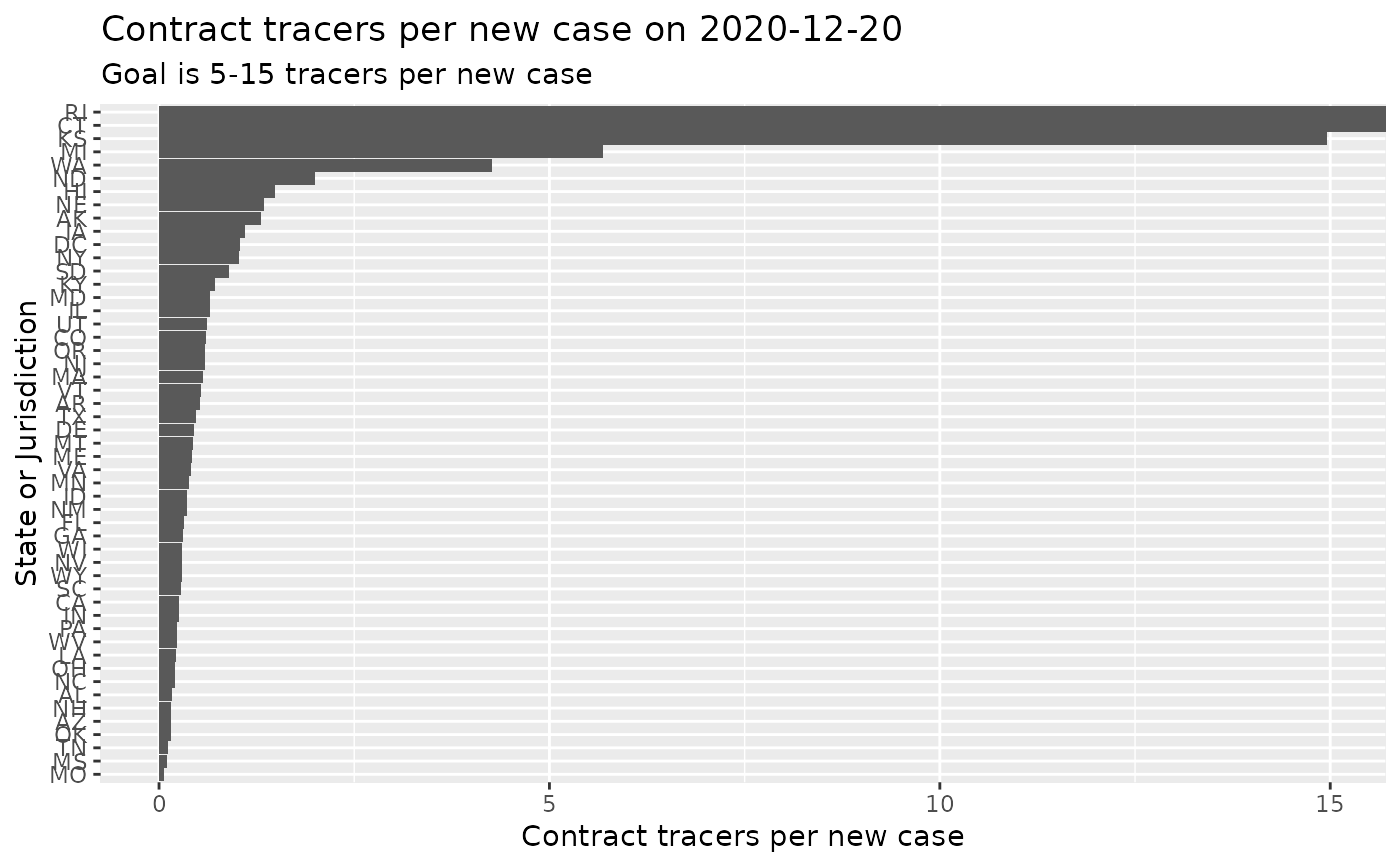 Contract tracers per new case on 2020-12-20
Goal is 5-15 tracers per new case
State or Jurisdiction
RI
CT
KS
MI
WA
ND
HI
NE
AK
IA
DC
NY
SD
KY
MD
IL
UT
CO
OR
NJ
MA
VT
AR
TX
DE
MT
ME
VA
MN
ID
NM
FL
GA
WI
NV
WY
SC
CA
IN
PA
WV
LA
OH
NC
AL
NH
AZ
OK
TN
MS
MO
0 5 10 15
Contract tracers per new case